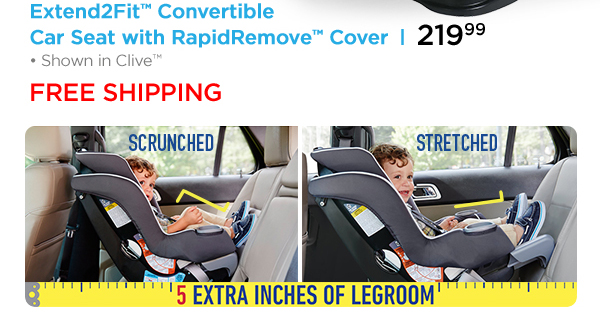 Extend2Fit™ Convertible
Car Seat with RapidRemove™ Cover | 219⁹⁹
• Shown in Clive™
FREE SHIPPING
SCRUNCHED
STRETCHED
5 EXTRA INCHES OF LEGROOM